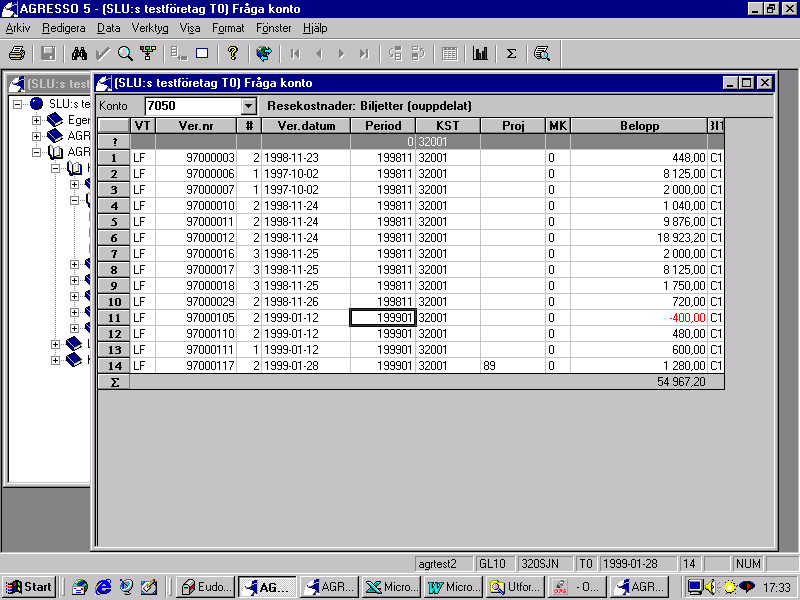 AGRESSO 5 - (SLU:s testföretag T0) Fråga konto
Arkiv Redigera Data Verktyg Visa Format Fönster Hjälp
(SLU:s test
(SLU:s testföretag T0) Fråga konto
SLU:s te
Eger
AGR
AGR
Konto 7050 Resekostnader: Biljetter (ouppdelat)
VT Ver.nr # Ver.datum Period KST Proj MK Belopp
? 0 32001
1 LF 97000003 2 1998-11-23 199811 32001 0 448,00 C1
2 LF 97000006 1 1997-10-02 199811 32001 0 8 125,00 C1
3 LF 97000007 1 1997-10-02 199811 32001 0 2 000,00 C1
4 LF 97000010 2 1998-11-24 199811 32001 0 1 040,00 C1
5 LF 97000011 2 1998-11-24 199811 32001 0 9 876,00 C1
6 LF 97000012 2 1998-11-24 199811 32001 0 18 923,20 C1
7 LF 97000016 3 1998-11-25 199811 32001 0 2 000,00 C1
8 LF 97000017 3 1998-11-25 199811 32001 0 8 125,00 C1
9 LF 97000018 3 1998-11-25 199811 32001 0 1 750,00 C1
10 LF 97000029 2 1998-11-26 199811 32001 0 720,00 C1
11 LF 97000105 2 1999-01-12 199901 32001 0 -400,00 C1
12 LF 97000110 2 1999-01-12 199901 32001 0 480,00 C1
13 LF 97000111 1 1999-01-12 199901 32001 0 600,00 C1
14 LF 97000117 2 1999-01-28 199901 32001 89 0 1 280,00 C1
Σ 54 967,20
agrtest2 GL10 320SJN T0 1999-01-28 14 NUM
Start Eudo... AG... AGR... Micro... Micro... Utfor... - O... AGR... 17:33